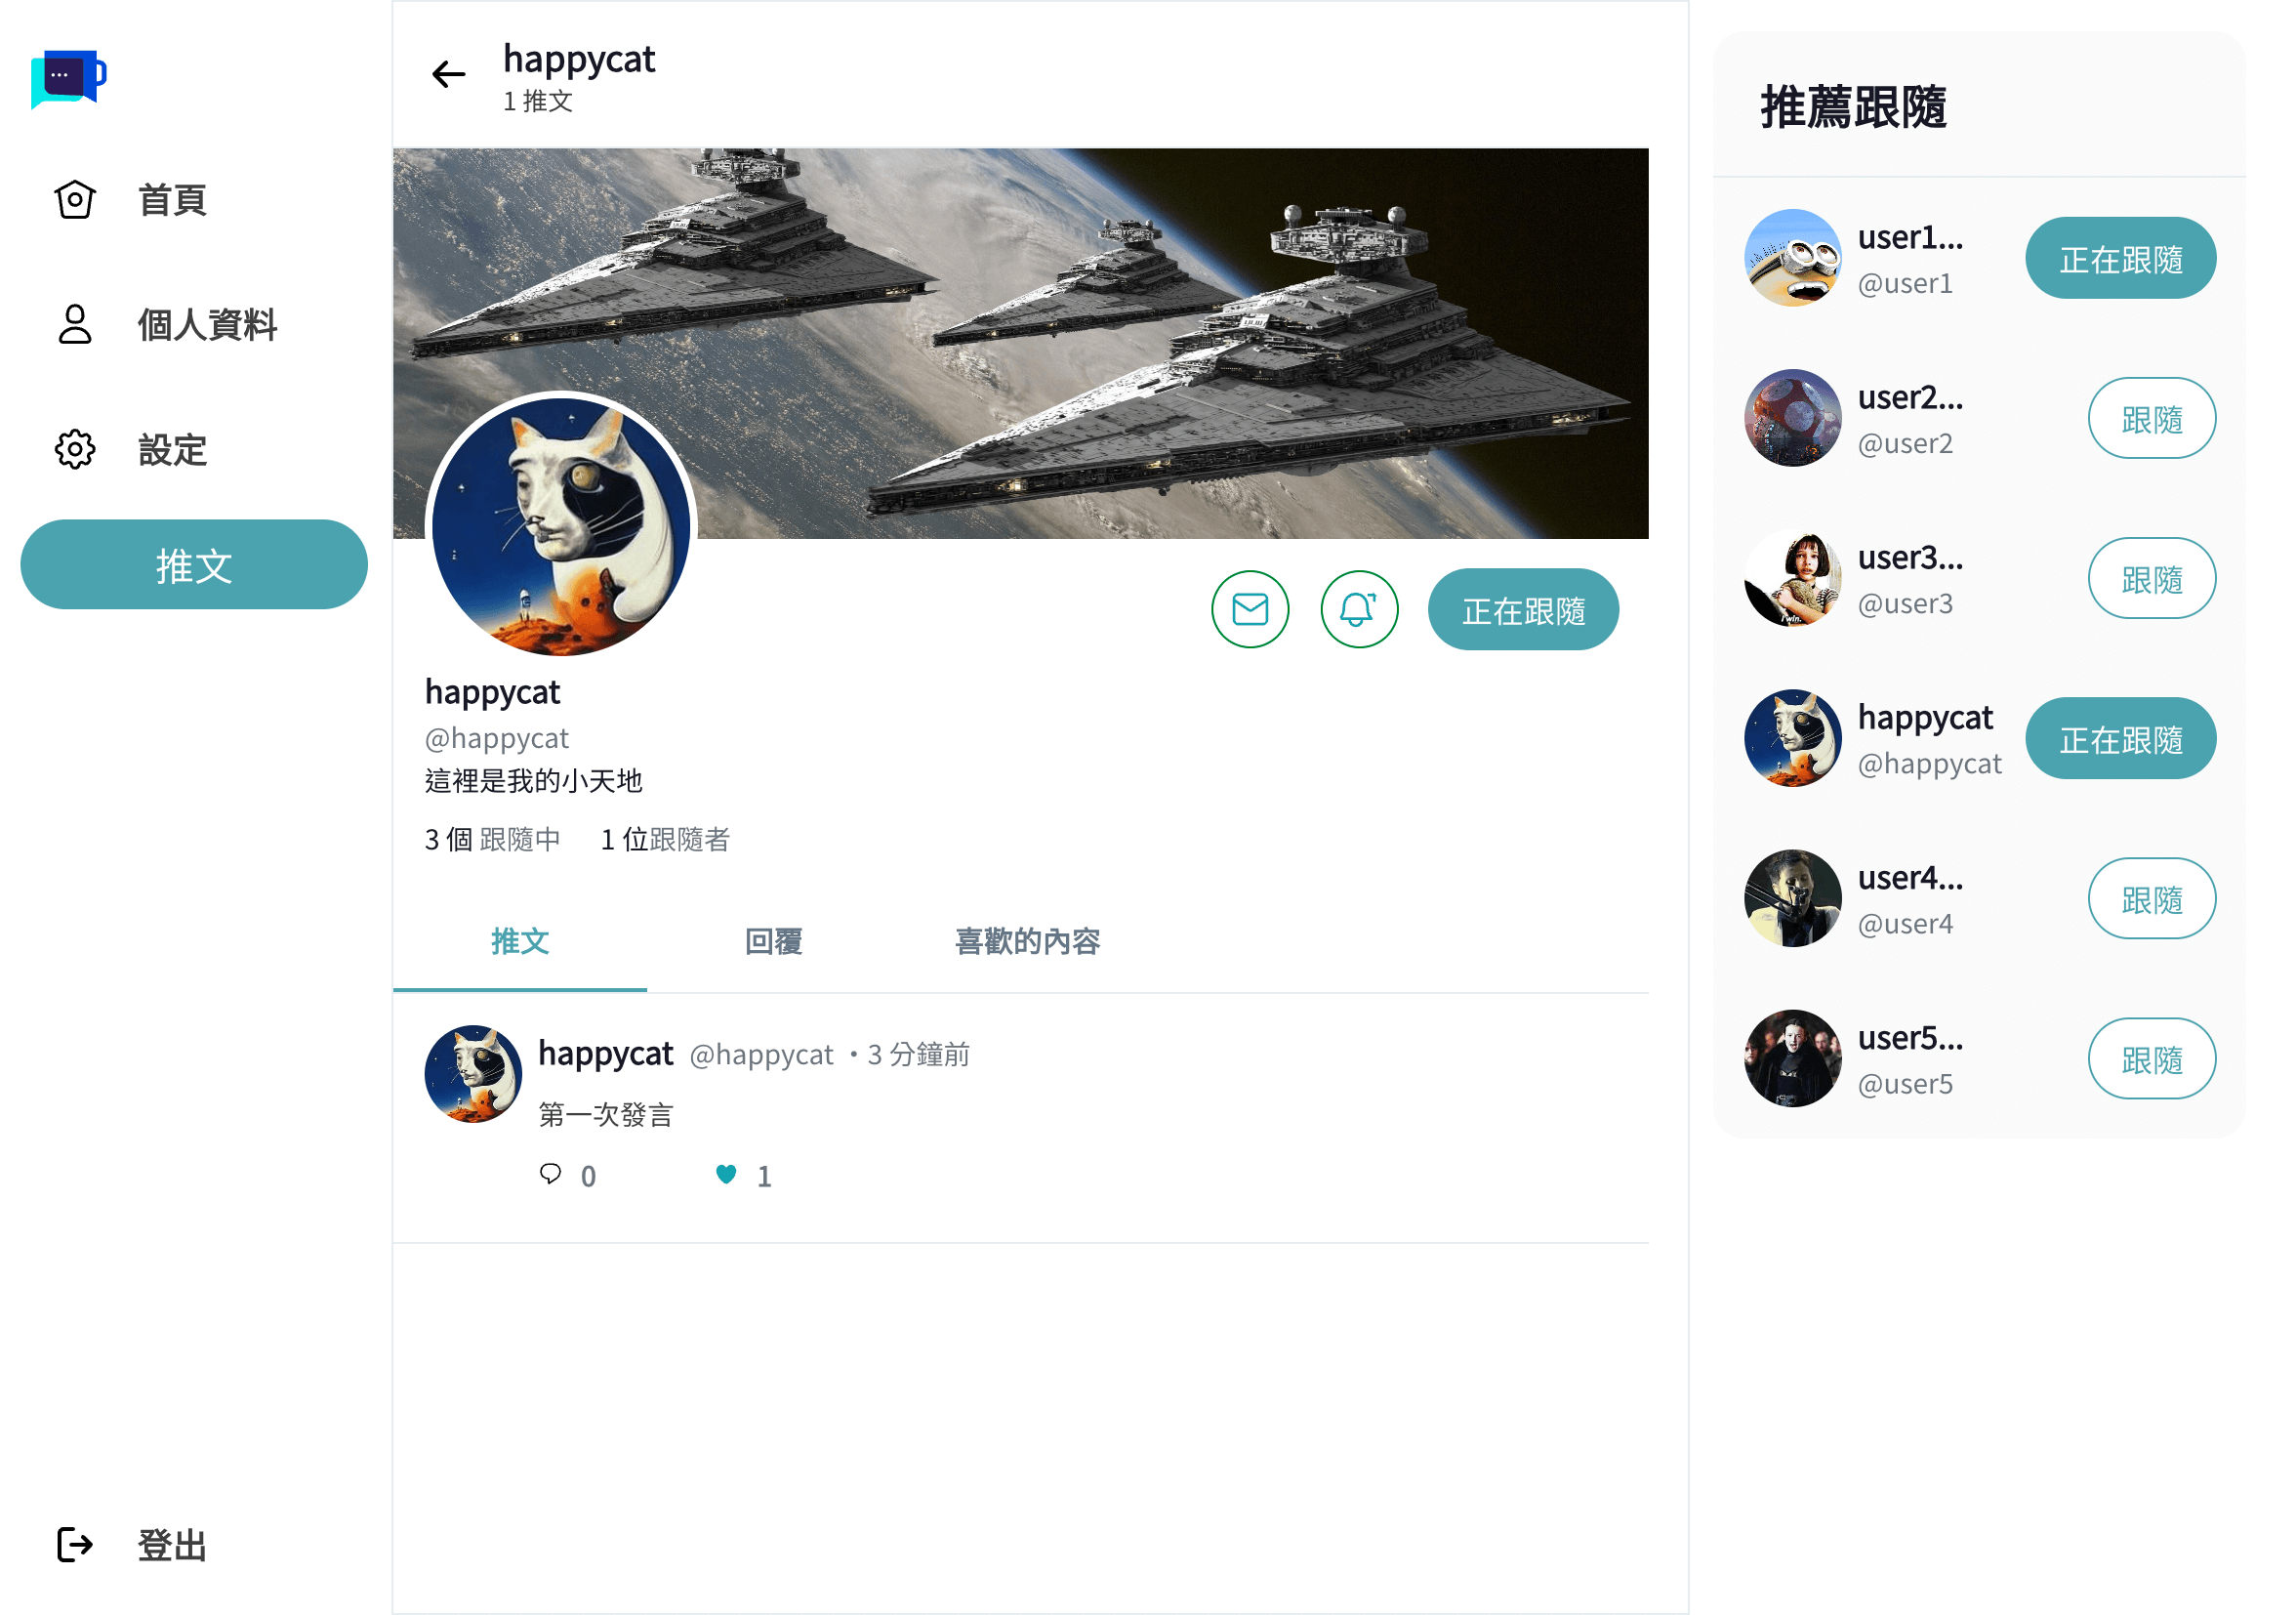 首頁
個人資料
設定
推文
登出
happycat
1 推文
正在跟隨
happycat
@happycat
這裡是我的小天地
3 個 跟隨中 1 位跟隨者
推文 回覆 喜歡的內容
happycat @happycat ・3 分鐘前
第一次發言
0 1
推薦跟隨
user1...
@user1
正在跟隨
user2...
@user2
跟隨
user3...
@user3
跟隨
I win.
happycat
@happycat
正在跟隨
user4...
@user4
跟隨
user5...
@user5
跟隨